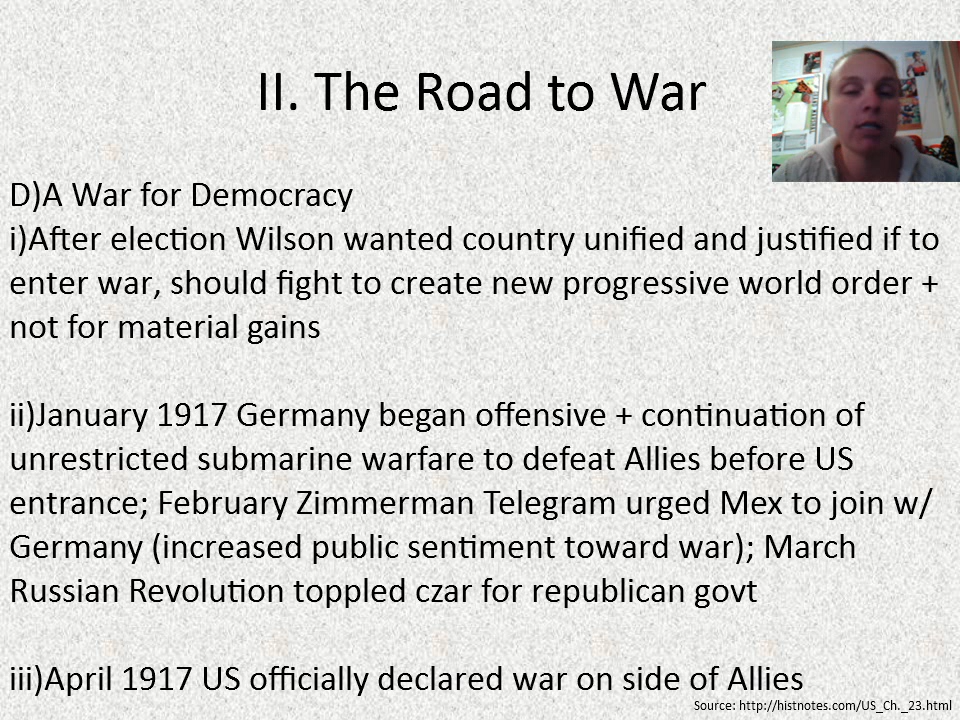 II. The Road to War
D)A War for Democracy
i)After election Wilson wanted country unified and justified if to
enter war, should fight to create new progressive world order +
not for material gains
ii)January 1917 Germany began offensive + continuation of
unrestricted submarine warfare to defeat Allies before US
entrance; February Zimmerman Telegram urged Mex to join w/
Germany (increased public sentiment toward war); March
Russian Revolution toppled czar for republican govt
iii)April 1917 US officially declared war on side of Allies
Source: http://histnotes.com/US_Ch._23.html